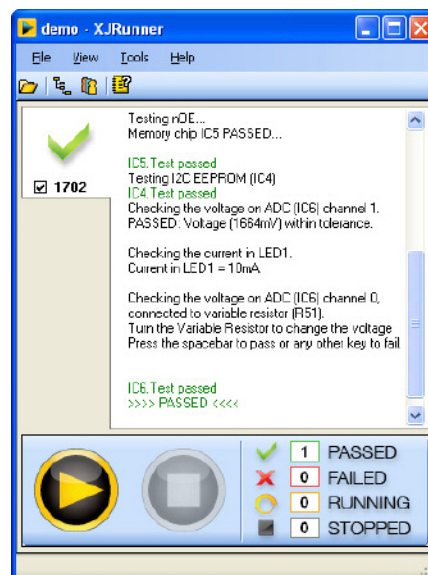 demo - XJRunner
File View Tools Help
Testing nOE...
Memory chip IC5 PASSED...
IC5.Test passed
1702
Testing I2C EEPROM (IC4)
IC4.Test passed
Checking the voltage on ADC (IC6) channel 1.
PASSED: Voltage (1664mV) within tolerance.
Checking the current in LED1.
Current in LED1 = 10mA
Checking the voltage on ADC (IC6) channel 0,
connected to variable resistor (R51).
Turn the Variable Resistor to change the voltage
Press the spacebar to pass or any other key to fail
IC6.Test passed
>>>> PASSED <<<<
1 PASSED
0 FAILED
0 RUNNING
0 STOPPED